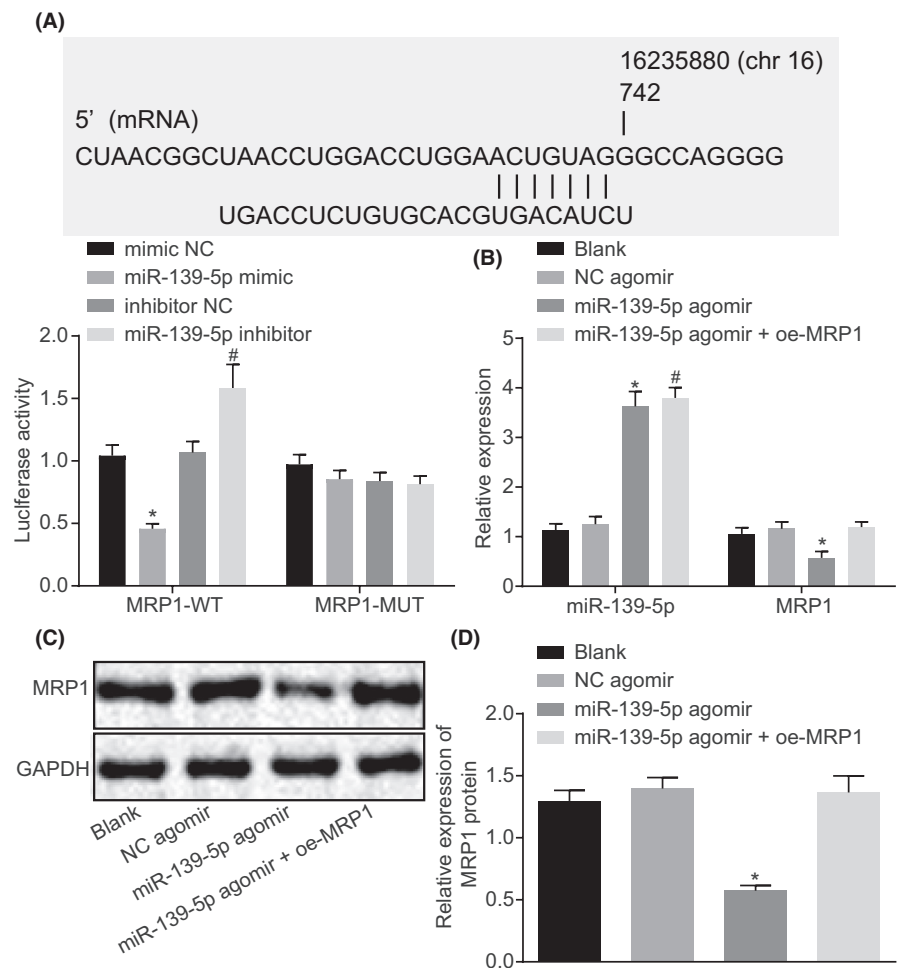 (A)
16235880 (chr 16)
742
5' (mRNA)
CUAACGGCUAACCUGGACCUGGAACUGUAGGGGCCAGGGG
UGACCUCUGUGCACGUGACAUCU
mimic NC
miR-139-5p mimic
inhibitor NC
miR-139-5p inhibitor
Luclferase activity
2.0
1.5
1.0
0.5
0.0
*
#
MRP1-WT
MRP1-MUT
(B)
Blank
NC agomir
miR-139-5p agomir
miR-139-5p agomir + oe-MRP1
Relative expression
5
4
3
2
1
0
*
#
*
miR-139-5p
MRP1
(C)
MRP1
GAPDH
Blank
NC agomir
miR-139-5p agomir
miR-139-5p agomir + oe-MRP1
(D)
Blank
NC agomir
miR-139-5p agomir
miR-139-5p agomir + oe-MRP1
Relative expression of
MRP1 protein
2.0
1.5
1.0
0.5
0.0
*